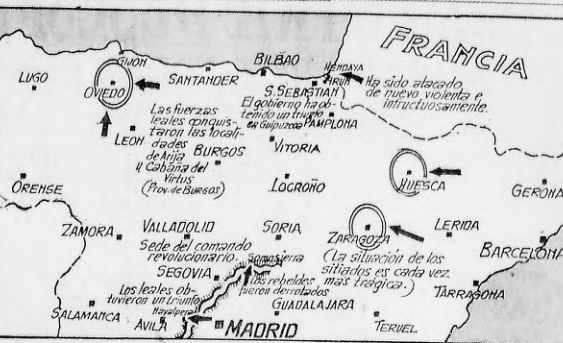 FRANCIA
GIJON
LUGO
OVIEDO
SANTANDER
BILBAO
HENDAYA
IRUN
S. SEBASTIAN
Ha sido atacado
de nuevo violenta e
infructuosamente.
Las fuerzas
leales conquis-
taron las locali-
dades
de Arija
y Cabaña del
Virtus
(Prov. de BURGOS)
El gobierno ha ob-
tenido un triunfo
en Guipuzcoa
PAMPLONA
LEON
BURGOS
VITORIA
ORENSE
LOGROÑO
HUESCA
GERONA
ZAMORA
VALLADOLID
SORIA
ZARAGOZA
LERIDA
BARCELONA
Sede del comando
revolucionario.
Somosierra
(La situación de los
sitiados es cada vez
mas trágica.)
SEGOVIA
Los rebeldes
fueron derrotados
TARRAGONA
Los leales ob-
tuvieron un triunfo
Navalperal
GUADALAJARA
SALAMANCA
AVILA
MADRID
TERUEL